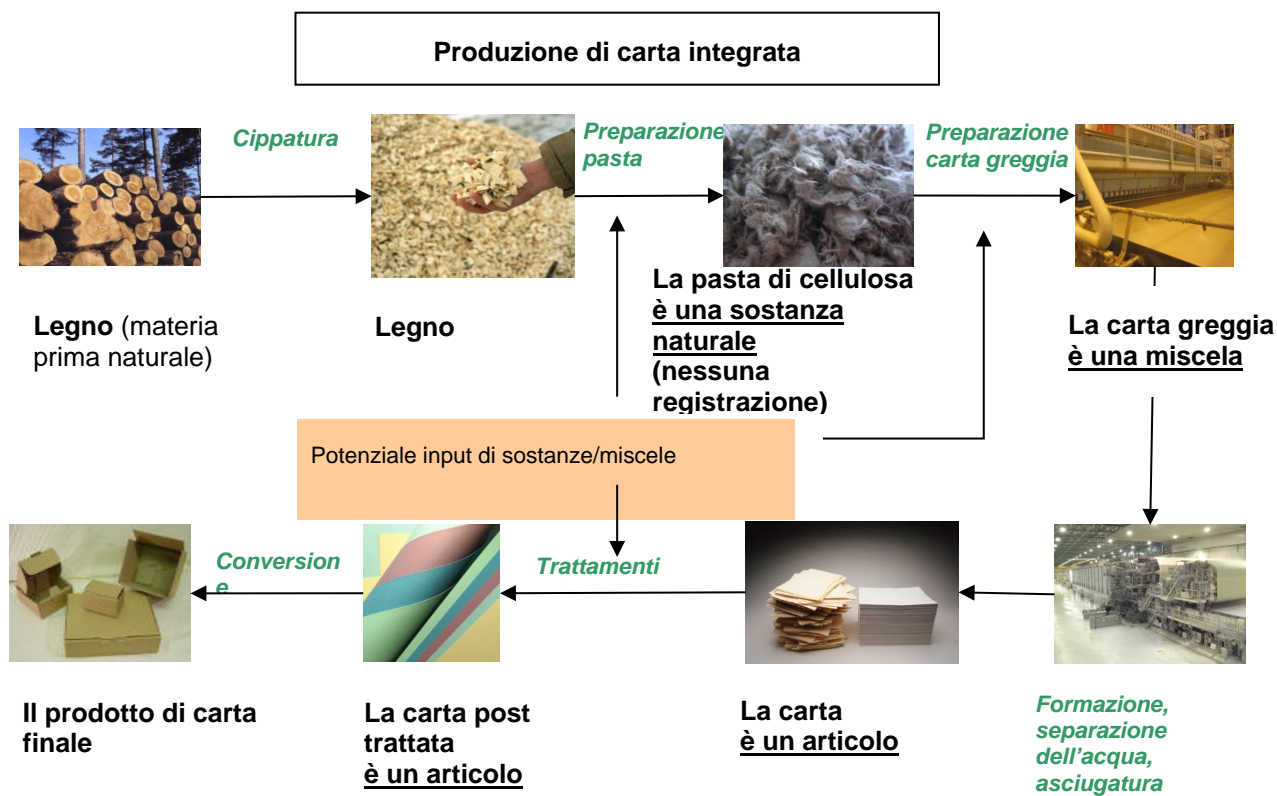 Produzione di carta integrata
Cippatura
Preparazione
pasta
Preparazione
carta greggia
Legno (materia
prima naturale)
Legno
La pasta di cellulosa
è una sostanza
naturale
(nessuna
registrazione)
La carta greggia
è una miscela
Potenziale input di sostanze/miscele
Conversion
e
Trattamenti
Il prodotto di carta
finale
La carta post
trattata
è un articolo
La carta
è un articolo
Formazione,
separazione
dell'acqua,
asciugatura